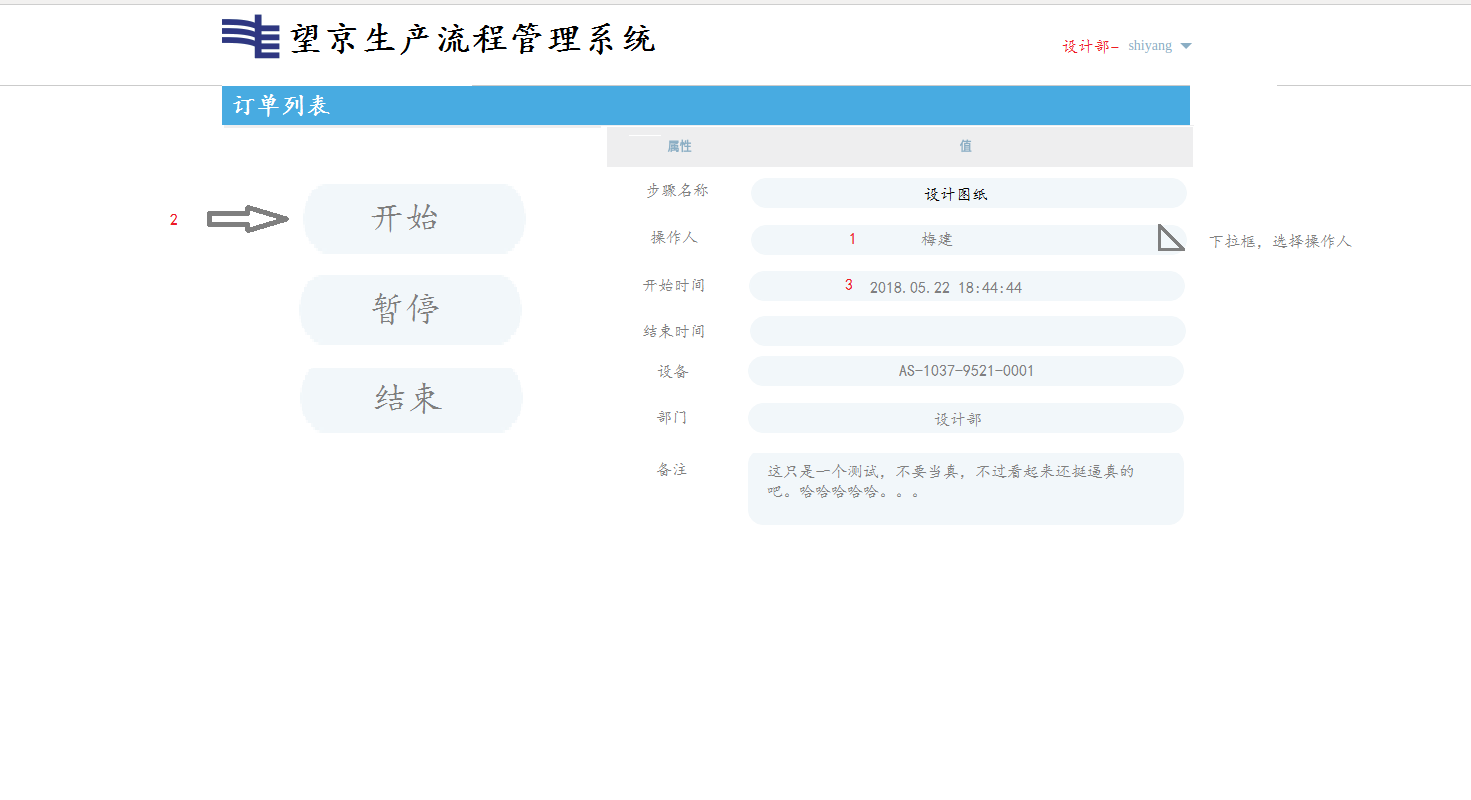 望京生产流程管理系统
设计部- shiyang
订单列表
属性 值
步骤名称 设计图纸
2 开始
操作人 1 梅建 下拉框，选择操作人
开始时间 3 2018.05.22 18:44:44
暂停
结束时间
设备 AS-1037-9521-0001
结束
部门 设计部
备注 这只是一个测试，不要当真，不过看起来还挺逼真的
吧。哈哈哈哈哈。。。